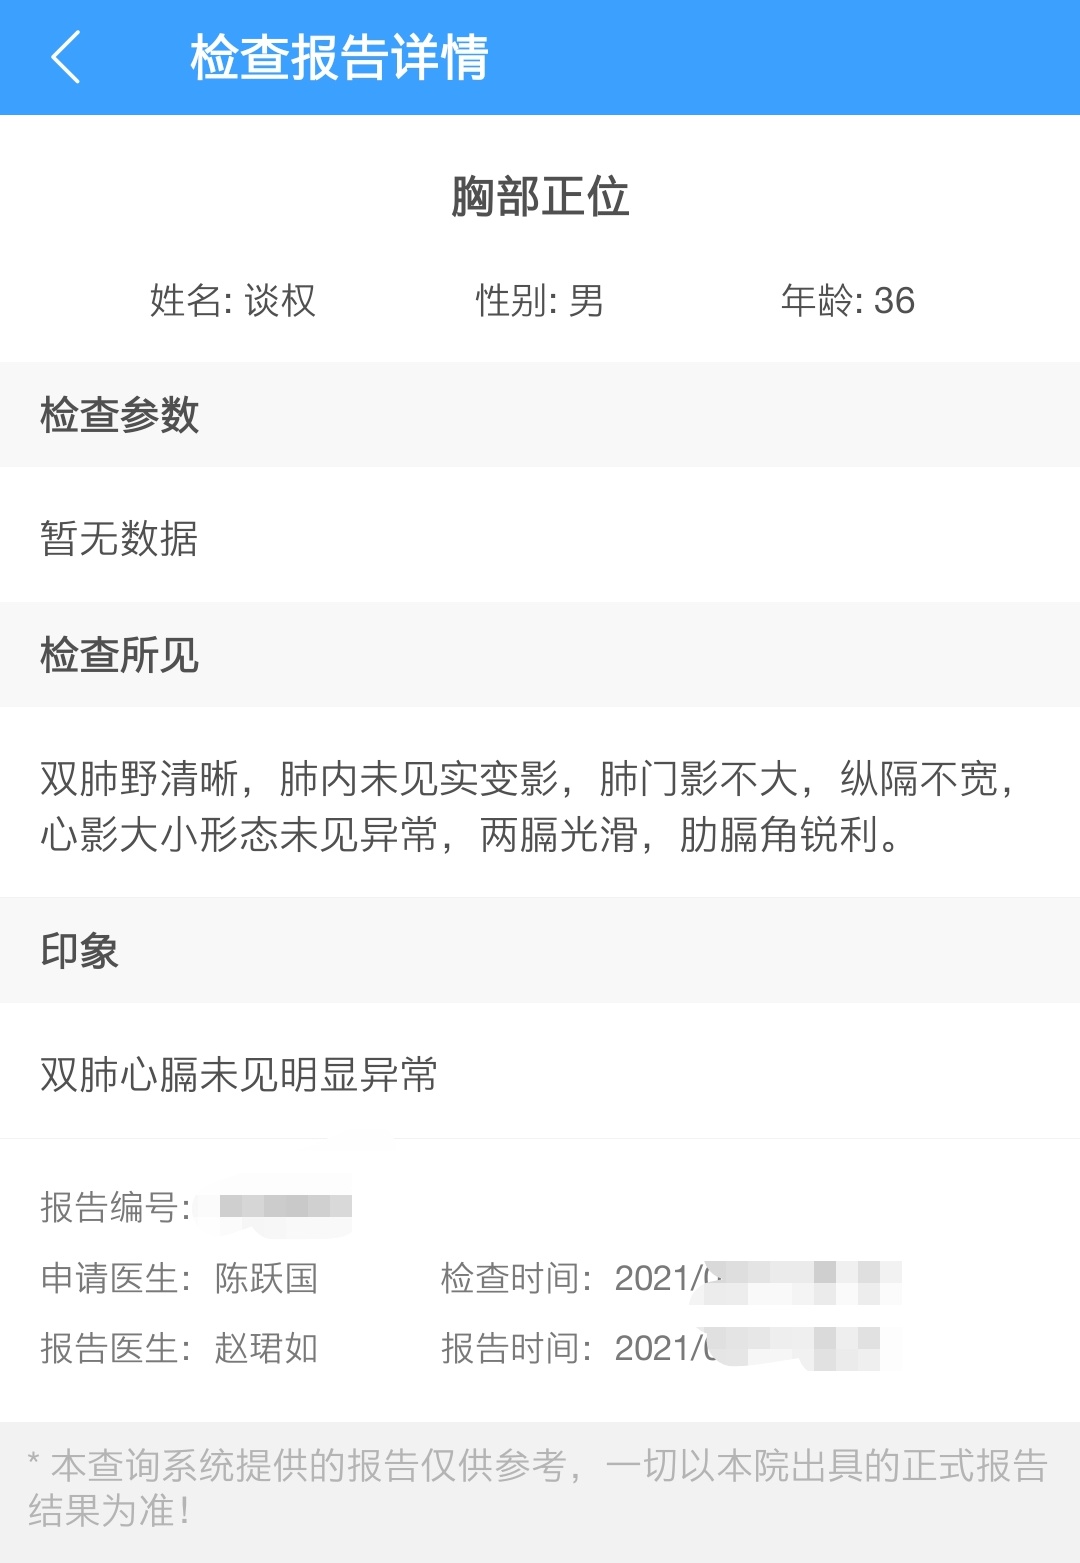 检查报告详情
胸部正位
姓名: 谈权 性别: 男 年龄: 36
检查参数
暂无数据
检查所见
双肺野清晰，肺内未见实变影，肺门影不大，纵隔不宽，
心影大小形态未见异常，两膈光滑，肋膈角锐利。
印象
双肺心膈未见明显异常
报告编号:
申请医生：陈跃国 检查时间：2021/
报告医生：赵珺如 报告时间：2021/
* 本查询系统提供的报告仅供参考，一切以本院出具的正式报告
结果为准！